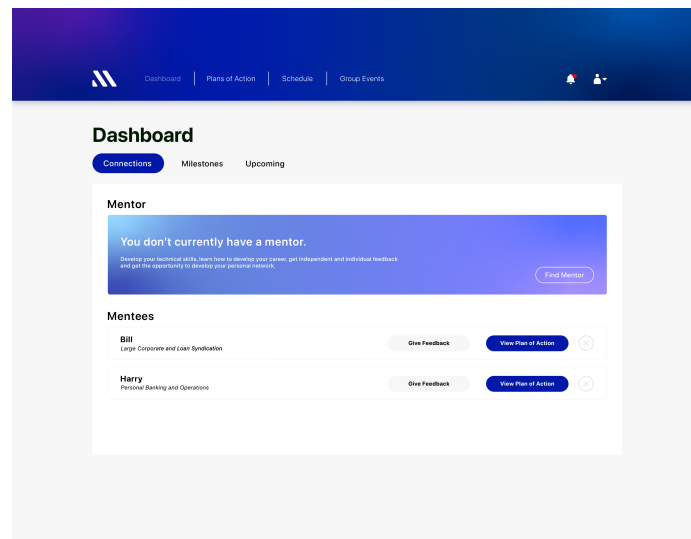 Dashboard
Plans of Action
Schedule
Group Events
Dashboard
Connections
Milestones
Upcoming
Mentor
You don't currently have a mentor.
Develop your technical skills, learn how to develop your career, get independent and individual feedback
and get the opportunity to develop your personal network.
Find Mentor
Mentees
Bill
Large Corporate and Loan Syndication
Give Feedback
View Plan of Action
Harry
Personal Banking and Operations
Give Feedback
View Plan of Action